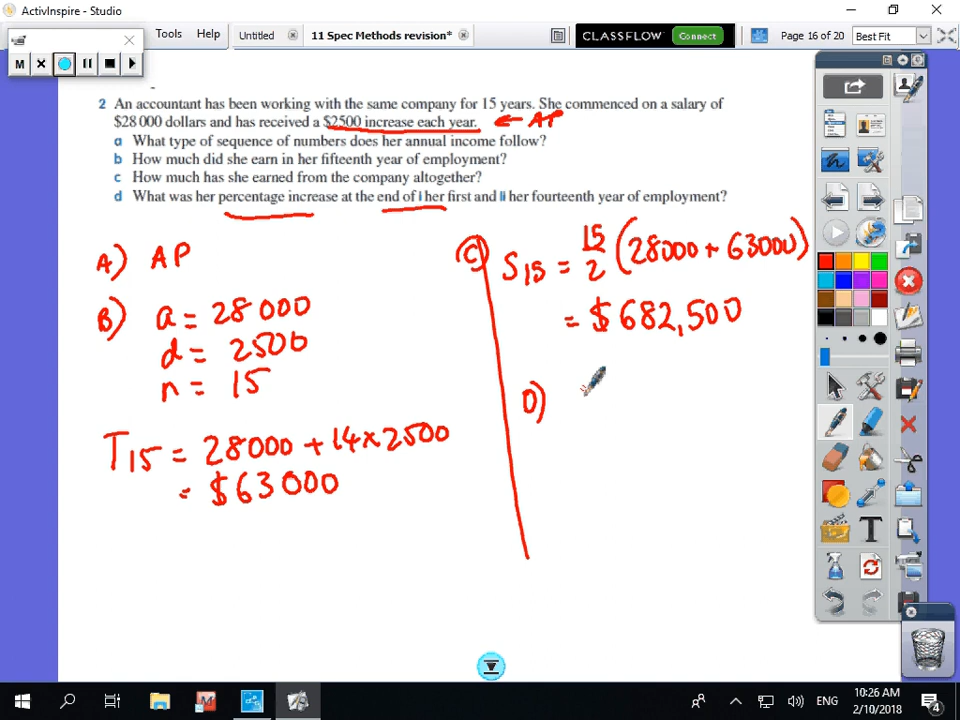 ActivInspire - Studio
Tools Help Untitled 11 Spec Methods revision* CLASSFLOW Connect Page 16 of 20 Best Fit
M
2 An accountant has been working with the same company for 15 years. She commenced on a salary of
$28 000 dollars and has received a $2500 increase each year. ← AP
a What type of sequence of numbers does her annual income follow?
b How much did she earn in her fifteenth year of employment?
c How much has she earned from the company altogether?
d What was her percentage increase at the end of i her first and ii her fourteenth year of employment?
A) AP
B) a = 28000
d = 2500
n = 15
T15 = 28000 + 14 × 2500
= $63000
C) S15 = 15/2 (28000 + 63000)
= $682,500
D)
T
ENG
10:26 AM
2/10/2018
4